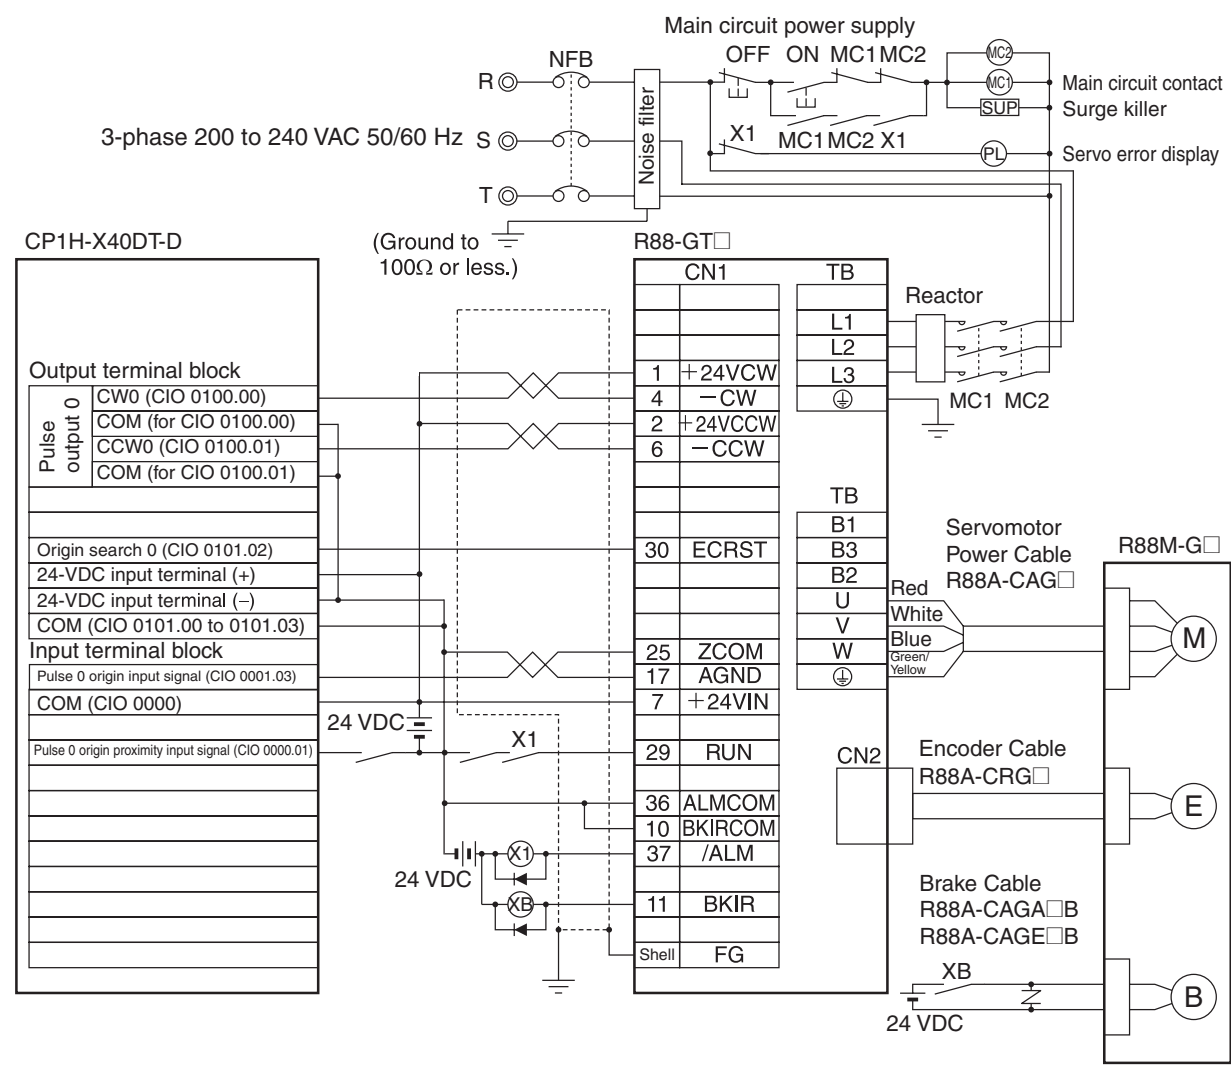 Main circuit power supply
OFF ON MC1 MC2
MC2
NFB
R
MC1
Main circuit contact
SUP
Surge killer
Noise filter
3-phase 200 to 240 VAC 50/60 Hz S
X1
MC1 MC2 X1
PL
Servo error display
T
CP1H-X40DT-D
(Ground to
100Ω or less.)
R88-GT□
CN1
TB
Reactor
L1
L2
L3
MC1 MC2
Output terminal block
Pulse output 0
CW0 (CIO 0100.00)
COM (for CIO 0100.00)
CCW0 (CIO 0100.01)
COM (for CIO 0100.01)
Origin search 0 (CIO 0101.02)
24-VDC input terminal (+)
24-VDC input terminal (−)
COM (CIO 0101.00 to 0101.03)
Input terminal block
Pulse 0 origin input signal (CIO 0001.03)
COM (CIO 0000)
Pulse 0 origin proximity input signal (CIO 0000.01)
24 VDC
X1
24 VDC
X1
XB
1 +24VCW
4 −CW
2 +24VCCW
6 −CCW
30 ECRST
25 ZCOM
17 AGND
7 +24VIN
29 RUN
36 ALMCOM
10 BKIRCOM
37 /ALM
11 BKIR
Shell FG
TB
B1
B3
B2
U
V
W
Red
White
Blue
Green/
Yellow
Servomotor
Power Cable
R88A-CAG□
R88M-G□
M
CN2
Encoder Cable
R88A-CRG□
E
Brake Cable
R88A-CAGA□B
R88A-CAGE□B
XB
24 VDC
B